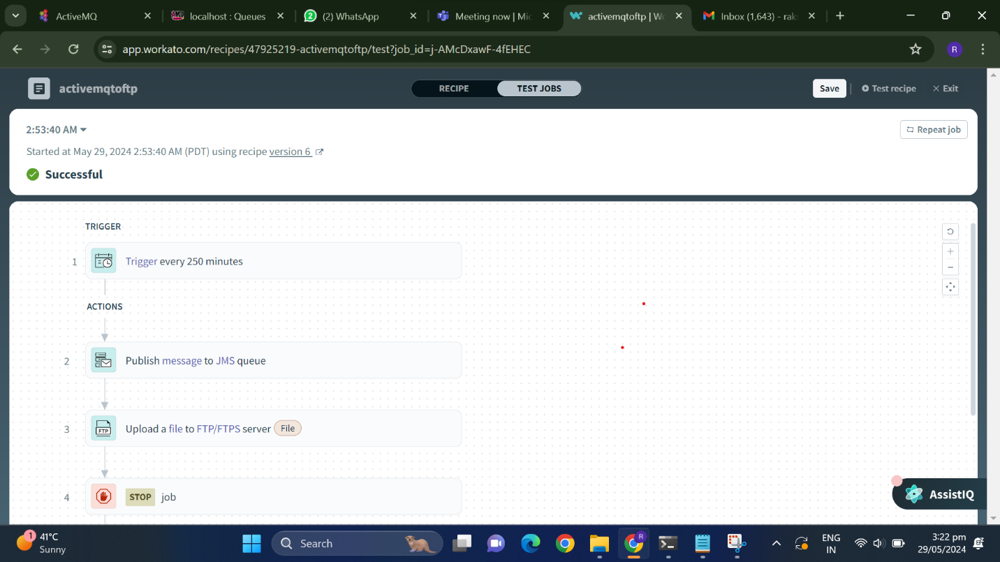 ActiveMQ
localhost : Queues
(2) WhatsApp
Meeting now | Mic
activemqtoftp | Wo
Inbox (1,643) - rak
app.workato.com/recipes/47925219-activemqtoftp/test?job_id=j-AMcDxawF-4fEHEC
R
activemqtoftp
RECIPE
TEST JOBS
Save
Test recipe
Exit
2:53:40 AM
Repeat job
Started at May 29, 2024 2:53:40 AM (PDT) using recipe version 6
Successful
TRIGGER
1
Trigger every 250 minutes
ACTIONS
2
Publish message to JMS queue
3
FTP
Upload a file to FTP/FTPS server File
4
STOP job
AssistIQ
1
41°C
Sunny
Search
R
ENG
IN
3:22 pm
29/05/2024